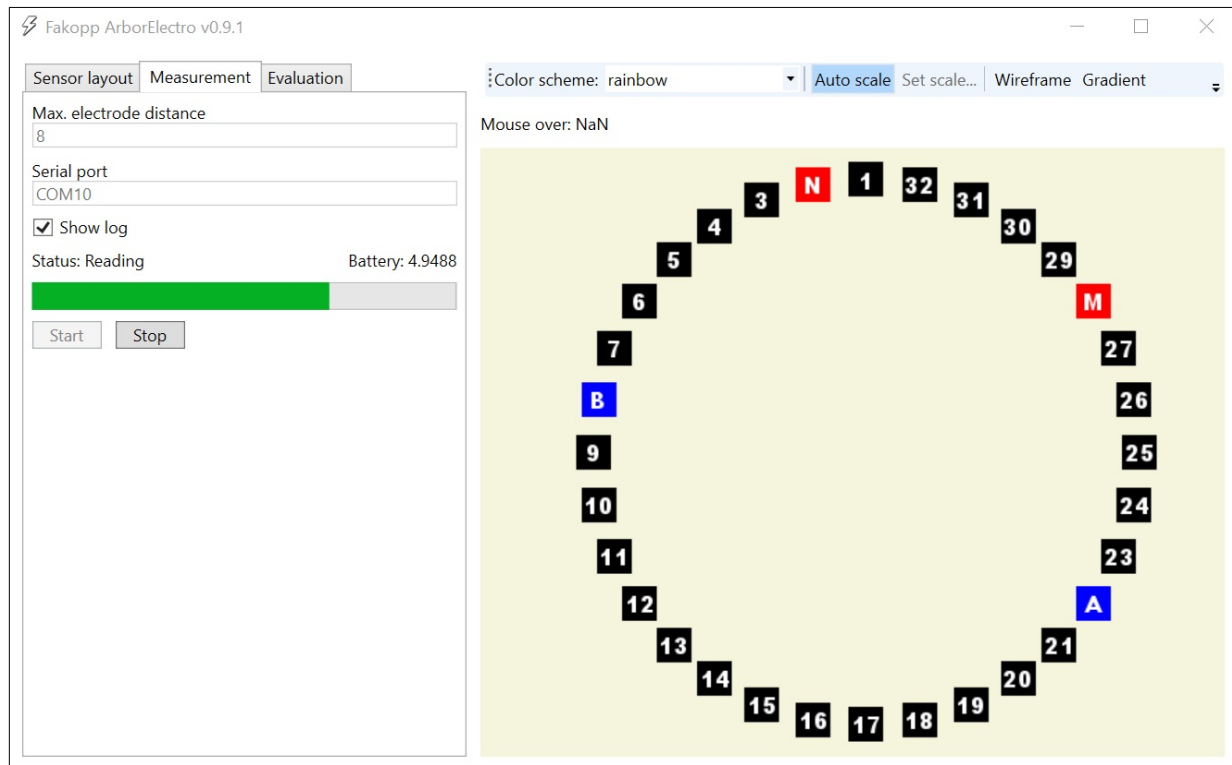 Fakopp ArborElectro v0.9.1
Sensor layout Measurement Evaluation
Max. electrode distance
8
Serial port
COM10
Show log
Status: Reading Battery: 4.9488
Start Stop
Color scheme: rainbow Auto scale Set scale... Wireframe Gradient
Mouse over: NaN
N 1 32
3 31
4 30
5 29
6 M
7 27
B 26
9 25
10 24
11 23
12 A
13 21
14 20
15 19
16 17 18